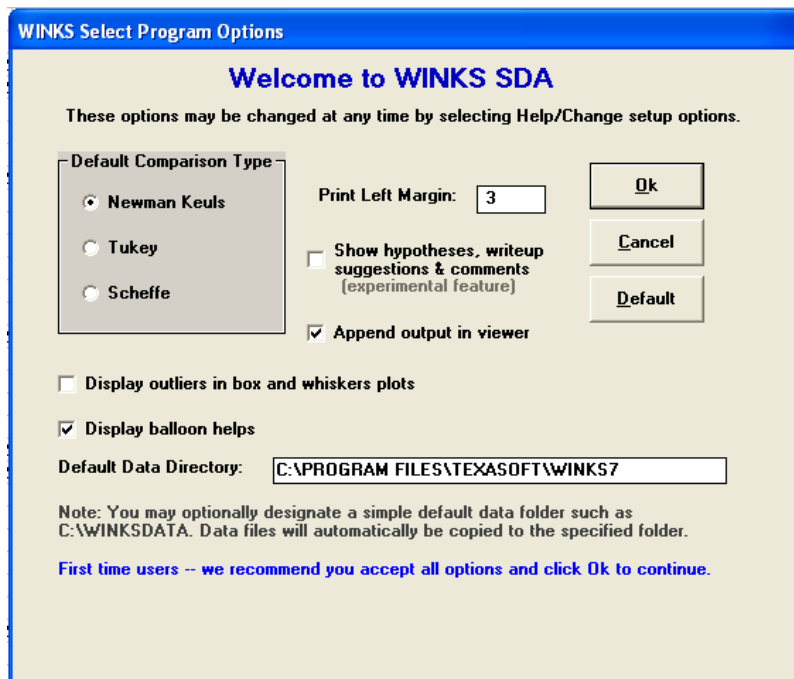 WINKS Select Program Options
Welcome to WINKS SDA
These options may be changed at any time by selecting Help/Change setup options.
Default Comparison Type
Newman Keuls
Tukey
Scheffe
Print Left Margin: 3
Show hypotheses, writeup
suggestions & comments
(experimental feature)
Append output in viewer
Ok
Cancel
Default
Display outliers in box and whiskers plots
Display balloon helps
Default Data Directory: C:\PROGRAM FILES\TEXASOFT\WINKS7
Note: You may optionally designate a simple default data folder such as
C:\WINKSDATA. Data files will automatically be copied to the specified folder.
First time users -- we recommend you accept all options and click Ok to continue.